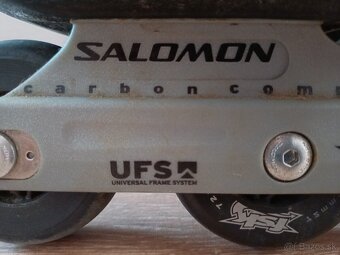 SALOMON
carbon com
UFS
UNIVERSAL FRAME SYSTEM